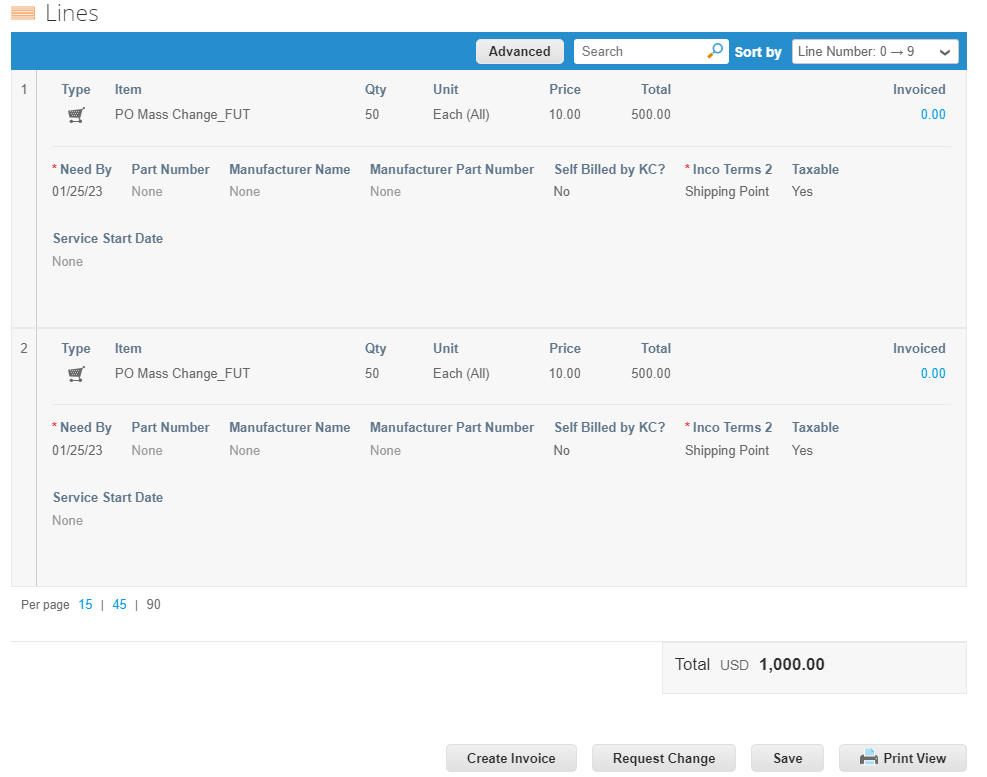 Lines
Advanced Search Sort by Line Number: 0 → 9
1 Type Item Qty Unit Price Total Invoiced
PO Mass Change_FUT 50 Each (All) 10.00 500.00 0.00
* Need By Part Number Manufacturer Name Manufacturer Part Number Self Billed by KC? * Inco Terms 2 Taxable
01/25/23 None None None No Shipping Point Yes
Service Start Date
None
2 Type Item Qty Unit Price Total Invoiced
PO Mass Change_FUT 50 Each (All) 10.00 500.00 0.00
* Need By Part Number Manufacturer Name Manufacturer Part Number Self Billed by KC? * Inco Terms 2 Taxable
01/25/23 None None None No Shipping Point Yes
Service Start Date
None
Per page 15 | 45 | 90
Total USD 1,000.00
Create Invoice Request Change Save Print View